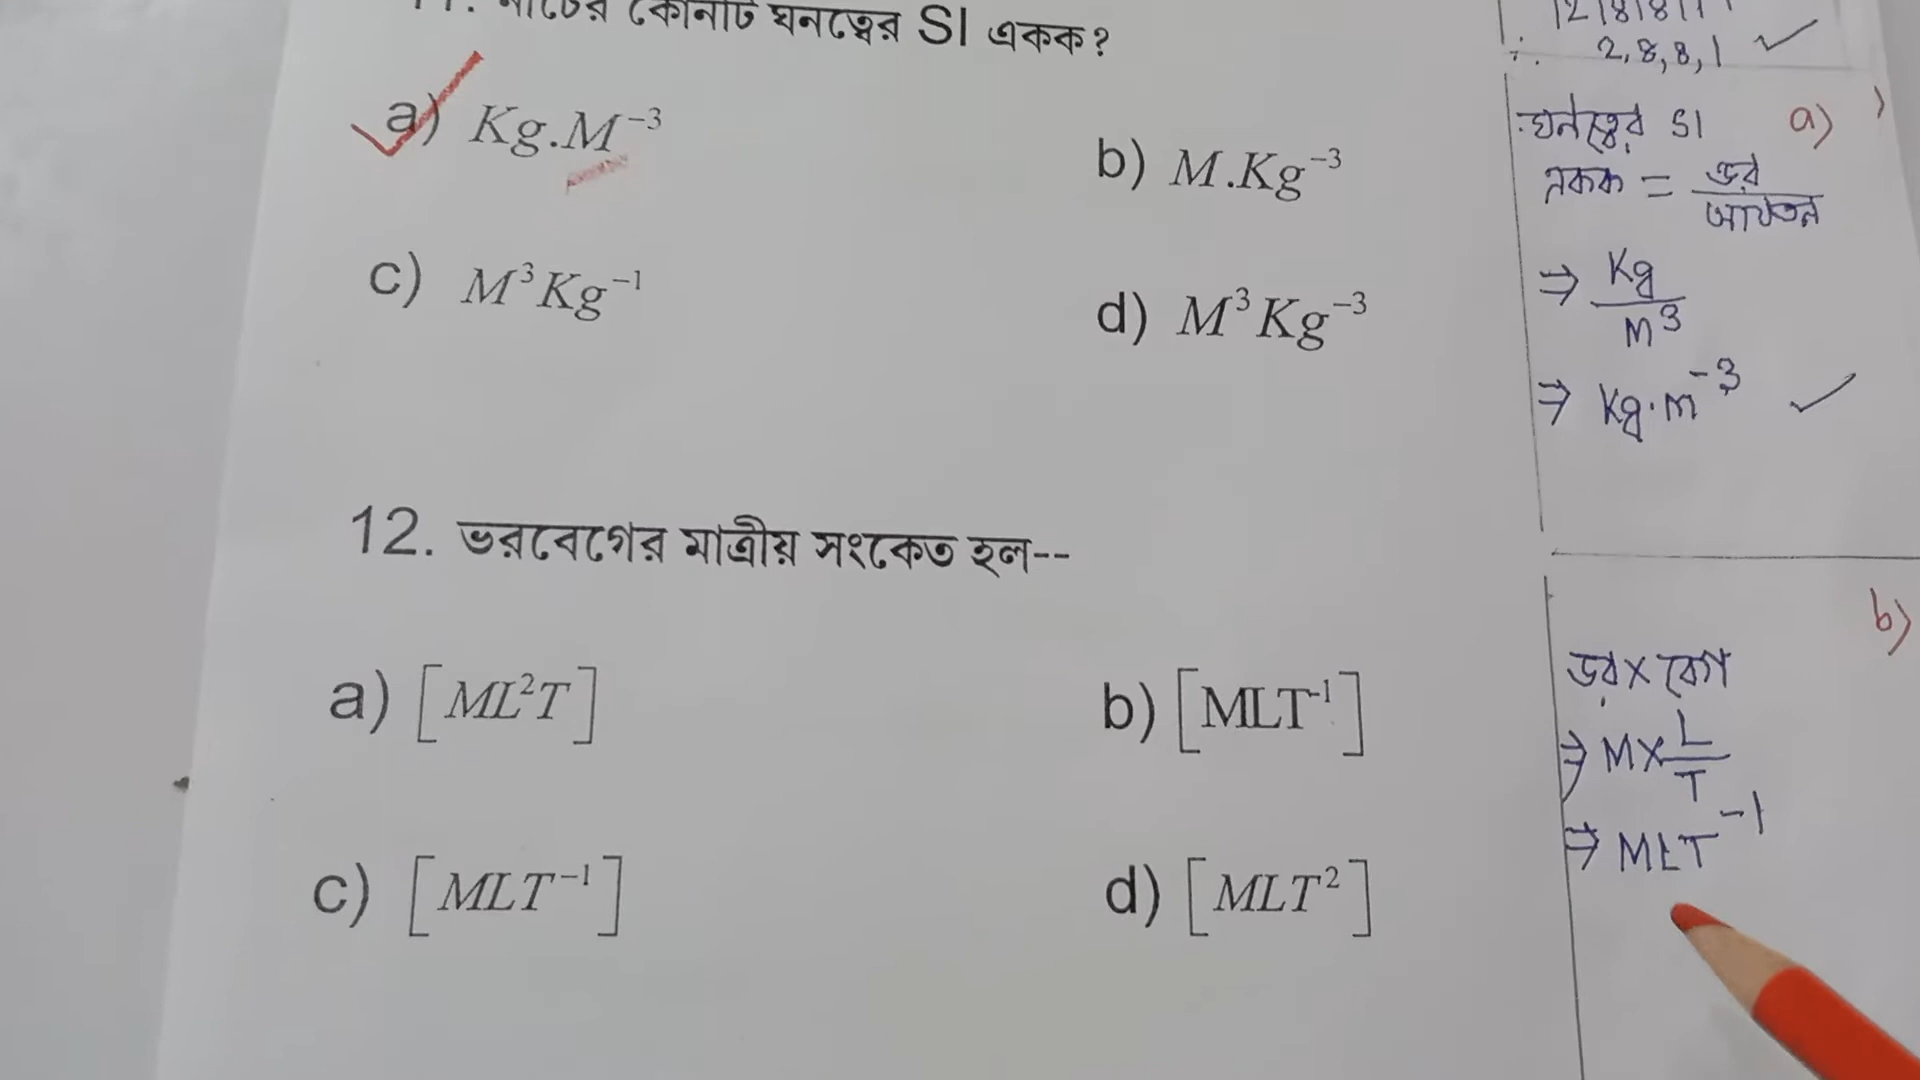 11. নীচের কোনটি ঘনত্বের SI একক?
a) Kg.M⁻³
b) M.Kg⁻³
c) M³Kg⁻¹
d) M³Kg⁻³
12. ভরবেগের মাত্রীয় সংকেত হল--
a) [ML²T]
b) [MLT⁻¹]
c) [MLT⁻¹]
d) [MLT²]
2, 8, 8, 1 ✓
a)
ঘনত্বের SI
একক = ভর/আয়তন
⇒ Kg/m³
⇒ Kg.m⁻³ ✓
b)
ভর × বেগ
⇒ M × L/T
⇒ MLT⁻¹